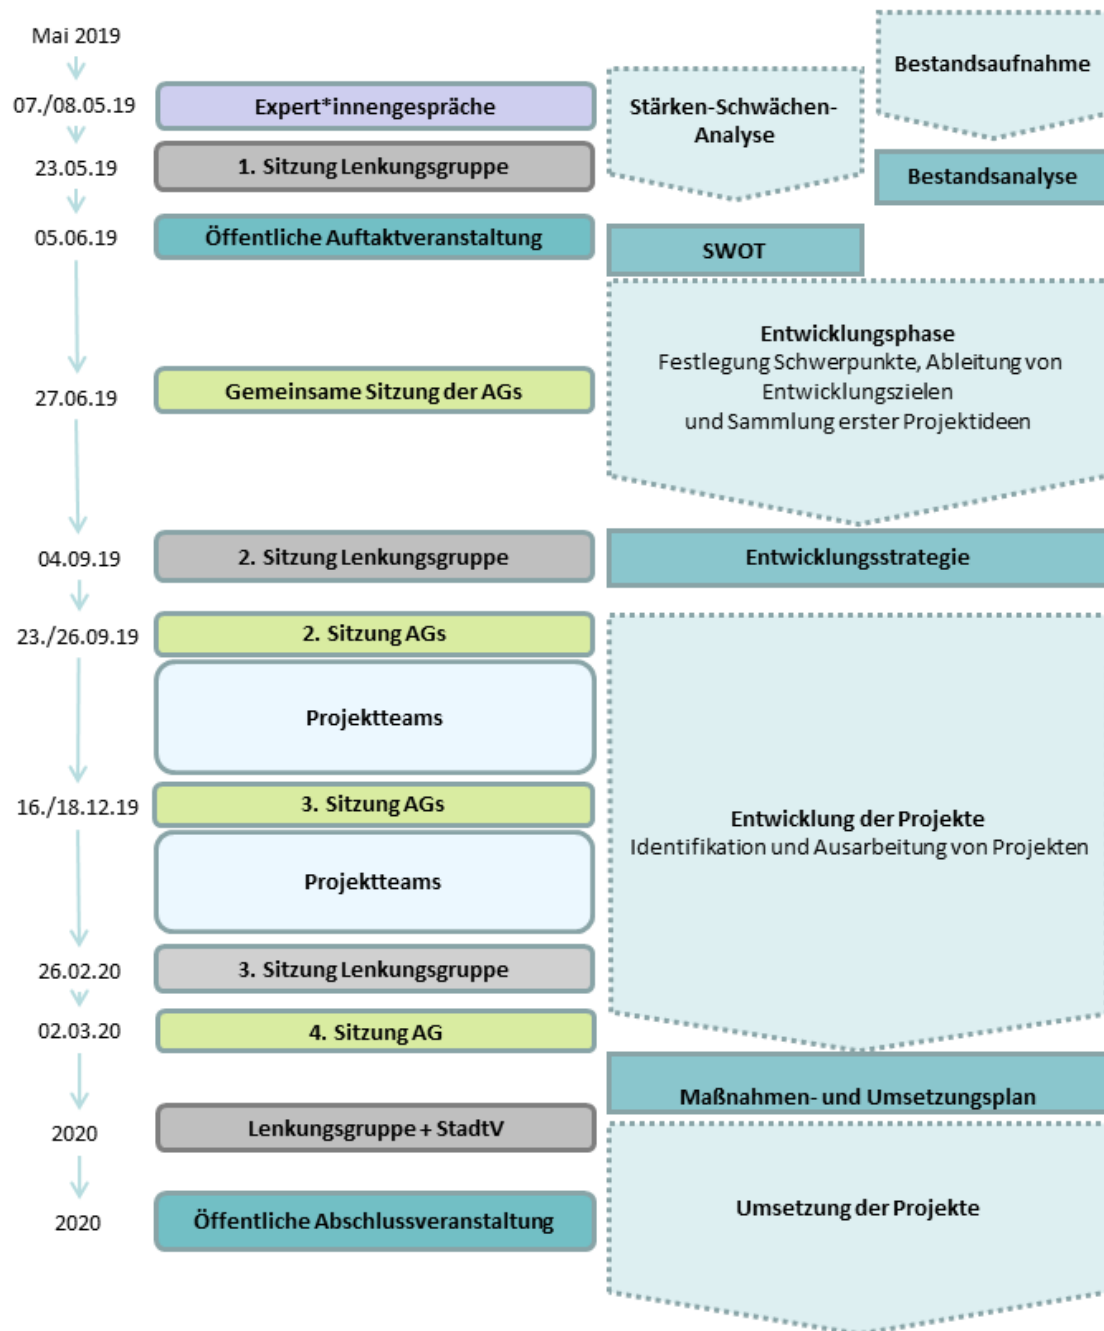 Mai 2019
Bestandsaufnahme
07./08.05.19
Expert*innengespräche
Stärken-Schwächen-
Analyse
23.05.19
1. Sitzung Lenkungsgruppe
Bestandsanalyse
05.06.19
Öffentliche Auftaktveranstaltung
SWOT
Entwicklungsphase
Festlegung Schwerpunkte, Ableitung von
Entwicklungszielen
und Sammlung erster Projektideen
27.06.19
Gemeinsame Sitzung der AGs
04.09.19
2. Sitzung Lenkungsgruppe
Entwicklungsstrategie
23./26.09.19
2. Sitzung AGs
Projektteams
16./18.12.19
3. Sitzung AGs
Entwicklung der Projekte
Identifikation und Ausarbeitung von Projekten
Projektteams
26.02.20
3. Sitzung Lenkungsgruppe
02.03.20
4. Sitzung AG
Maßnahmen- und Umsetzungsplan
2020
Lenkungsgruppe + StadtV
2020
Öffentliche Abschlussveranstaltung
Umsetzung der Projekte